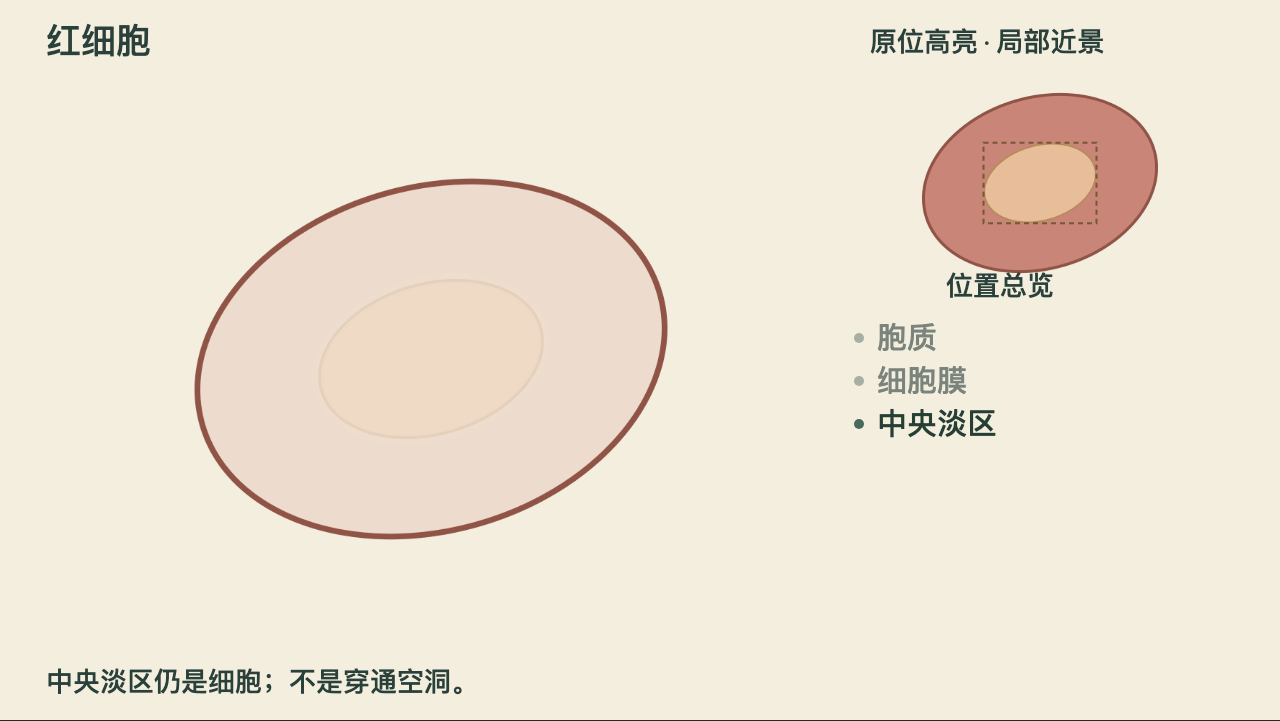 红细胞
原位高亮 · 局部近景
位置总览
胞质
细胞膜
中央淡区
中央淡区仍是细胞；不是穿通空洞。